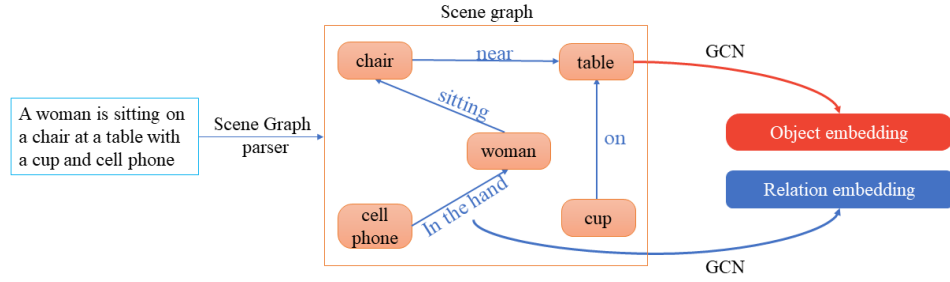 Scene graph
A woman is sitting on
a chair at a table with
a cup and cell phone
Scene Graph
parser
chair
near
table
sitting
woman
on
In the hand
cell
phone
cup
GCN
Object embedding
Relation embedding
GCN